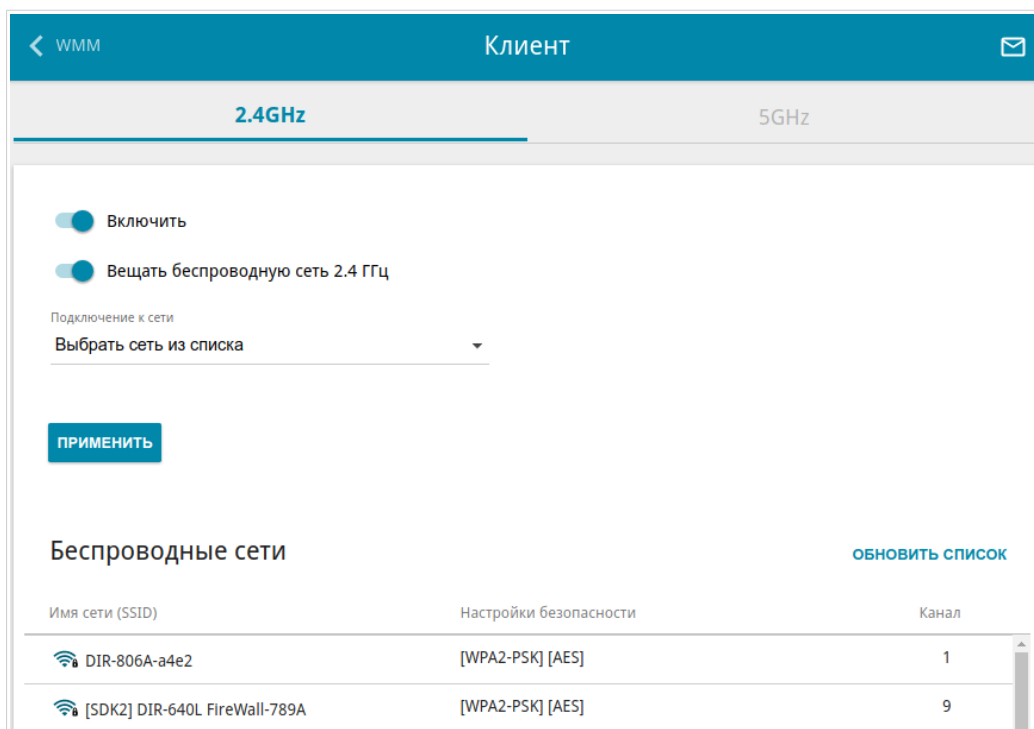 WMM
Клиент
2.4GHz
5GHz
Включить
Вещать беспроводную сеть 2.4 ГГц
Подключение к сети
Выбрать сеть из списка
ПРИМЕНИТЬ
Беспроводные сети
ОБНОВИТЬ СПИСОК
Имя сети (SSID) Настройки безопасности Канал
DIR-806A-a4e2 [WPA2-PSK] [AES] 1
[SDK2] DIR-640L FireWall-789A [WPA2-PSK] [AES] 9